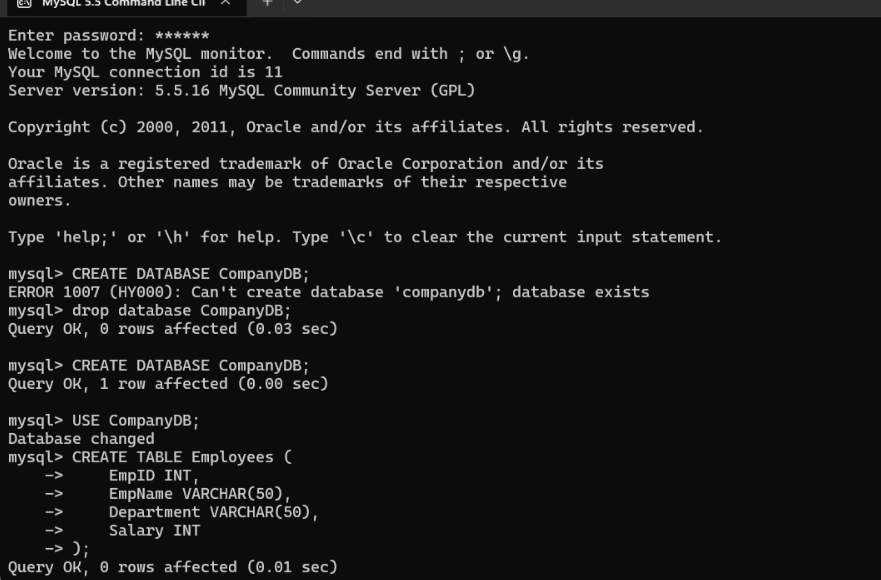 MySQL 5.5 Command Line Cli
Enter password: ******
Welcome to the MySQL monitor.  Commands end with ; or \g.
Your MySQL connection id is 11
Server version: 5.5.16 MySQL Community Server (GPL)

Copyright (c) 2000, 2011, Oracle and/or its affiliates. All rights reserved.

Oracle is a registered trademark of Oracle Corporation and/or its
affiliates. Other names may be trademarks of their respective
owners.

Type 'help;' or '\h' for help. Type '\c' to clear the current input statement.

mysql> CREATE DATABASE CompanyDB;
ERROR 1007 (HY000): Can't create database 'companydb'; database exists
mysql> drop database CompanyDB;
Query OK, 0 rows affected (0.03 sec)

mysql> CREATE DATABASE CompanyDB;
Query OK, 1 row affected (0.00 sec)

mysql> USE CompanyDB;
Database changed
mysql> CREATE TABLE Employees (
    ->     EmpID INT,
    ->     EmpName VARCHAR(50),
    ->     Department VARCHAR(50),
    ->     Salary INT
    -> );
Query OK, 0 rows affected (0.01 sec)